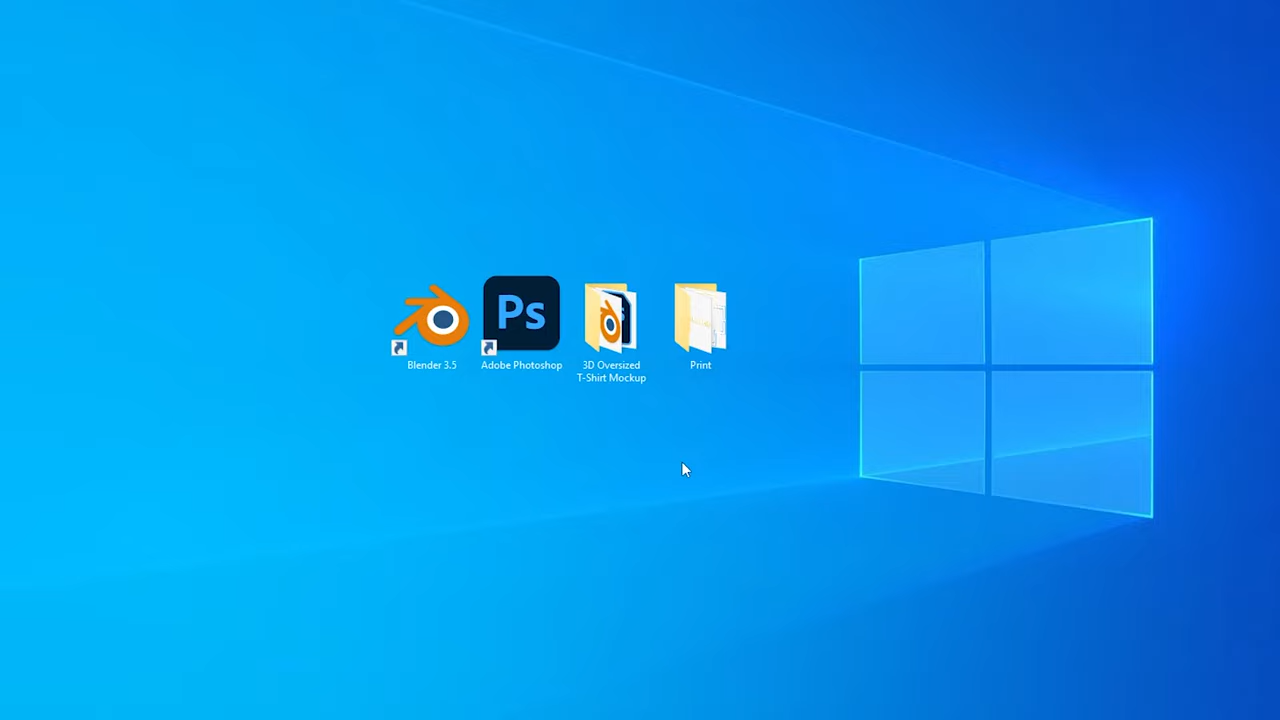 Ps
Blender 3.5
Adobe Photoshop
3D Oversized
T-Shirt Mockup
Print